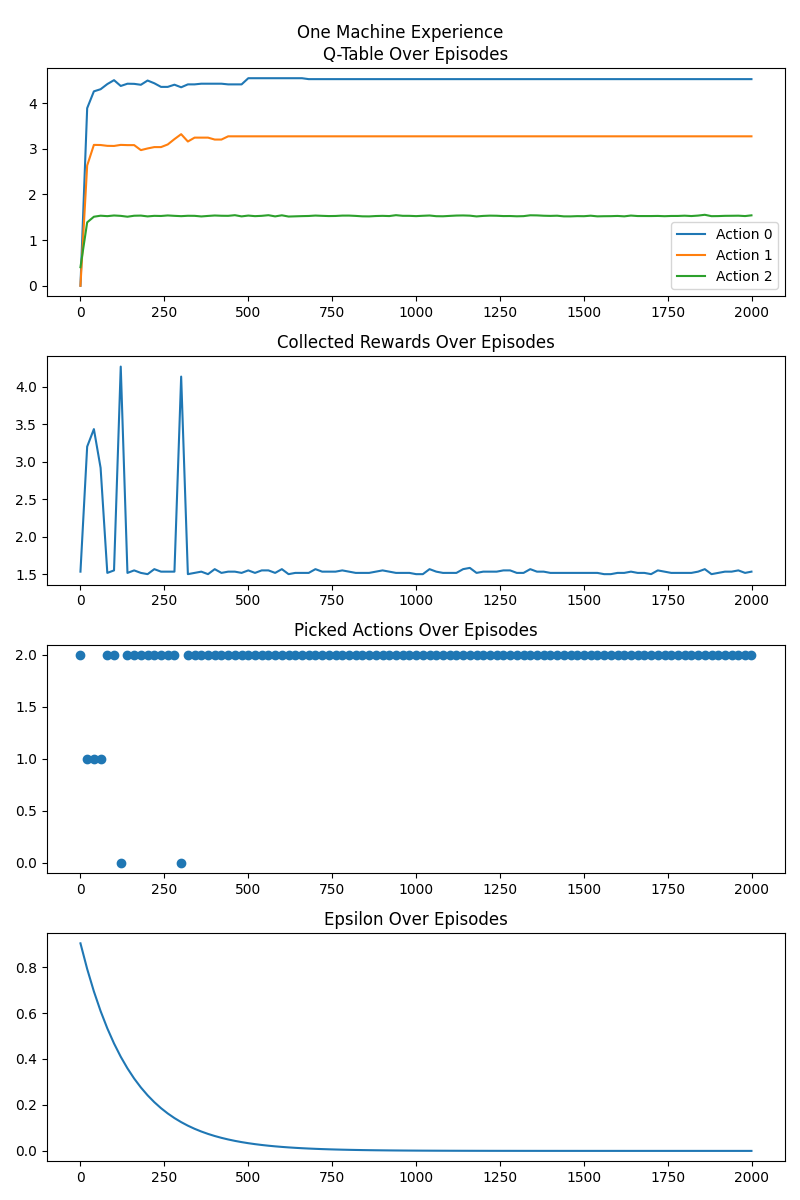 One Machine Experience
Q-Table Over Episodes
4
3
2
1
0
Action 0
Action 1
Action 2
0 250 500 750 1000 1250 1500 1750 2000
Collected Rewards Over Episodes
4.0
3.5
3.0
2.5
2.0
1.5
0 250 500 750 1000 1250 1500 1750 2000
Picked Actions Over Episodes
2.0
1.5
1.0
0.5
0.0
0 250 500 750 1000 1250 1500 1750 2000
Epsilon Over Episodes
0.8
0.6
0.4
0.2
0.0
0 250 500 750 1000 1250 1500 1750 2000